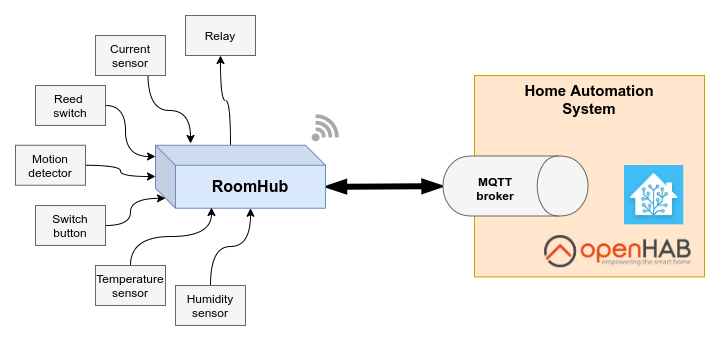 Relay
Current
sensor
Reed
switch
Motion
detector
Switch
button
Temperature
sensor
Humidity
sensor
RoomHub
Home Automation
System
MQTT
broker
openHAB
empowering the smart home